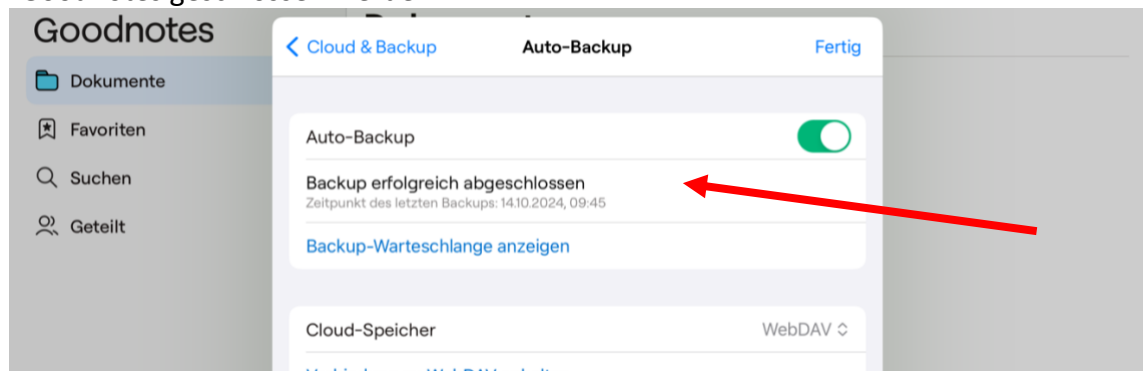 Goodnotes
Cloud & Backup
Auto-Backup
Fertig
Dokumente
Favoriten
Suchen
Geteilt
Auto-Backup
Backup erfolgreich abgeschlossen
Zeitpunkt des letzten Backups: 14.10.2024, 09:45
Backup-Warteschlange anzeigen
Cloud-Speicher
WebDAV